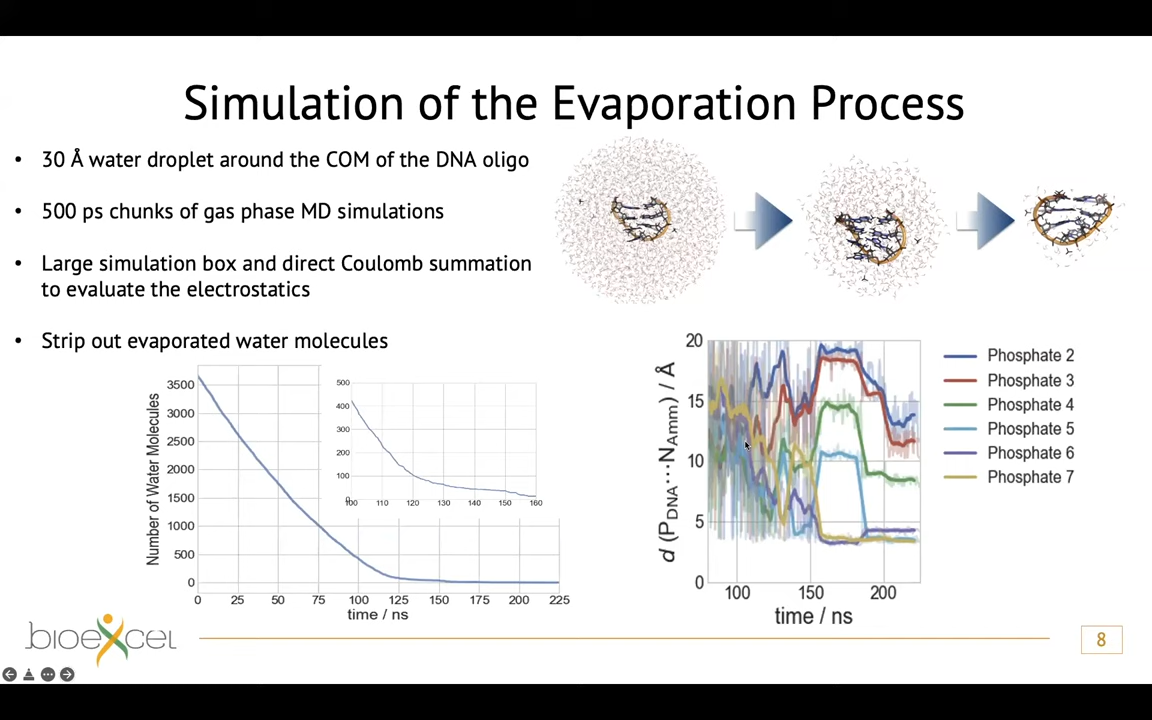 Simulation of the Evaporation Process
• 30 Å water droplet around the COM of the DNA oligo
• 500 ps chunks of gas phase MD simulations
• Large simulation box and direct Coulomb summation
to evaluate the electrostatics
• Strip out evaporated water molecules
Number of Water Molecules
3500
3000
2500
2000
1500
1000
500
0
0 25 50 75 100 125 150 175 200 225
time / ns
500
400
300
200
100
0
100 110 120 130 140 150 160
d (PDNA···NAmm) / Å
20
15
10
5
0
100 150 200
time / ns
Phosphate 2
Phosphate 3
Phosphate 4
Phosphate 5
Phosphate 6
Phosphate 7
bioexcel
8